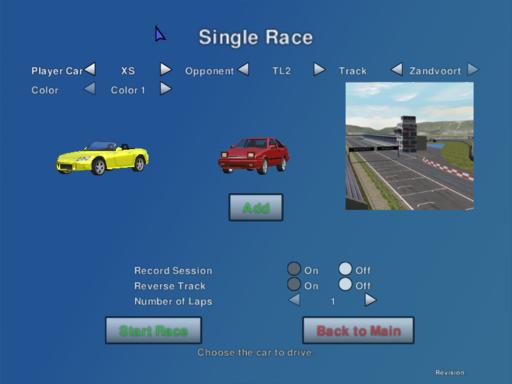 Single Race
Player Car XS Opponent TL2 Track Zandvoort
Color Color 1
Add
Record Session On Off
Reverse Track On Off
Number of Laps 1
Start Race Back to Main
Choose the car to drive
Revision